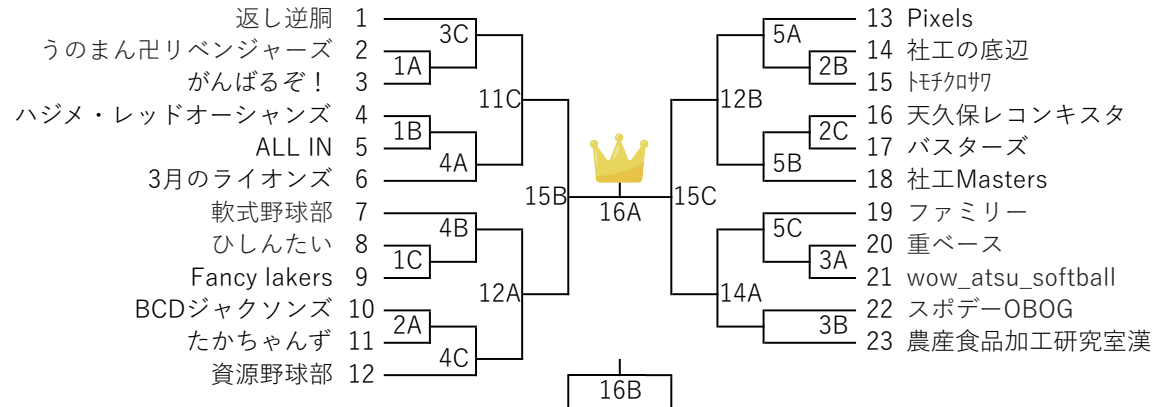 返し逆胴 1
うのまん卍リベンジャーズ 2
がんばるぞ！ 3
ハジメ・レッドオーシャンズ 4
ALL IN 5
3月のライオンズ 6
軟式野球部 7
ひしんたい 8
Fancy lakers 9
BCDジャクソンズ 10
たかちゃんず 11
資源野球部 12
3C
1A
11C
1B
4A
15B
4B
1C
12A
2A
4C
16A
16B
15C
5A
2B
12B
2C
5B
5C
3A
14A
3B
13 Pixels
14 社工の底辺
15 ﾄﾓﾁｸﾛｻﾜ
16 天久保レコンキスタ
17 バスターズ
18 社工Masters
19 ファミリー
20 重ベース
21 wow_atsu_softball
22 スポデーOBOG
23 農産食品加工研究室漢